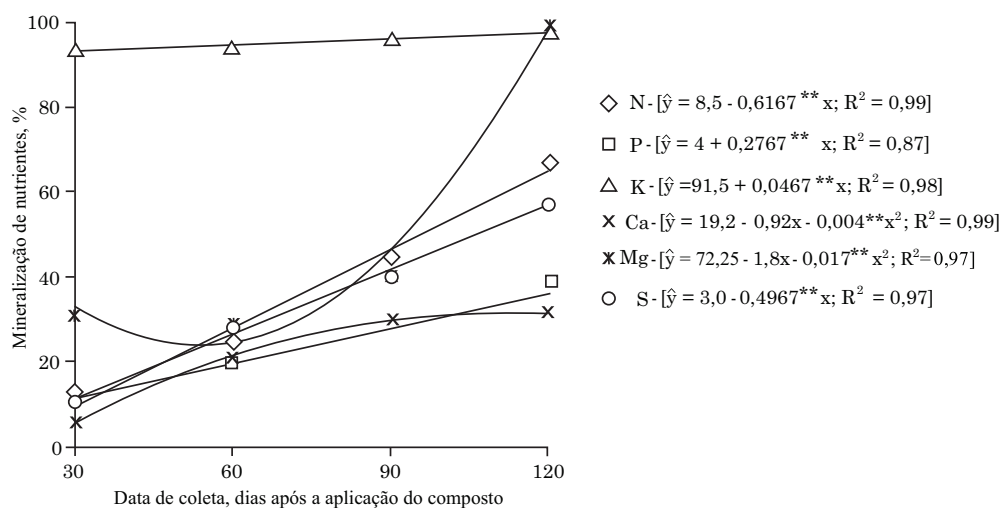 100
80
60
40
20
0
30
60
90
120
Mineralização de nutrientes, %
Data de coleta, dias após a aplicação do composto
N-[ŷ = 8,5 - 0,6167 ** x; R² = 0,99]
P-[ŷ = 4 + 0,2767 ** x; R² = 0,87]
K-[ŷ =91,5 + 0,0467 **x; R² = 0,98]
Ca-[ŷ = 19,2 - 0,92x - 0,004**x²; R² = 0,99]
Mg-[ŷ = 72,25 - 1,8x- 0,017** x²; R²=0,97]
S-[ŷ = 3,0 - 0,4967**x; R² = 0,97]